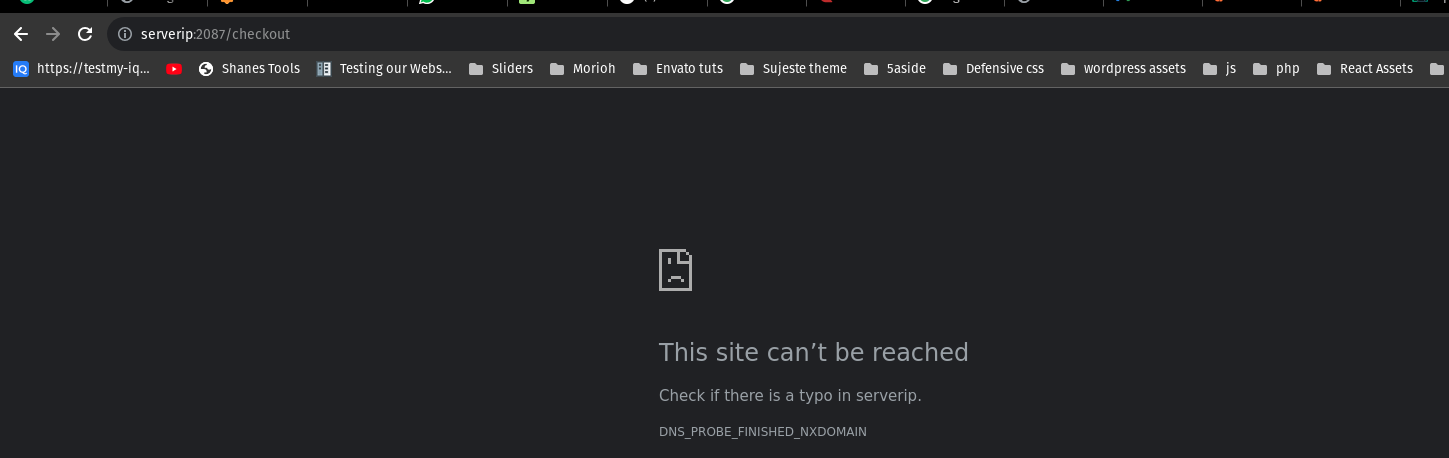 serverip:2087/checkout
IQ https://testmy-iq... Shanes Tools Testing our Webs... Sliders Morioh Envato tuts Sujeste theme 5aside Defensive css wordpress assets js php React Assets
This site can’t be reached
Check if there is a typo in serverip.
DNS_PROBE_FINISHED_NXDOMAIN